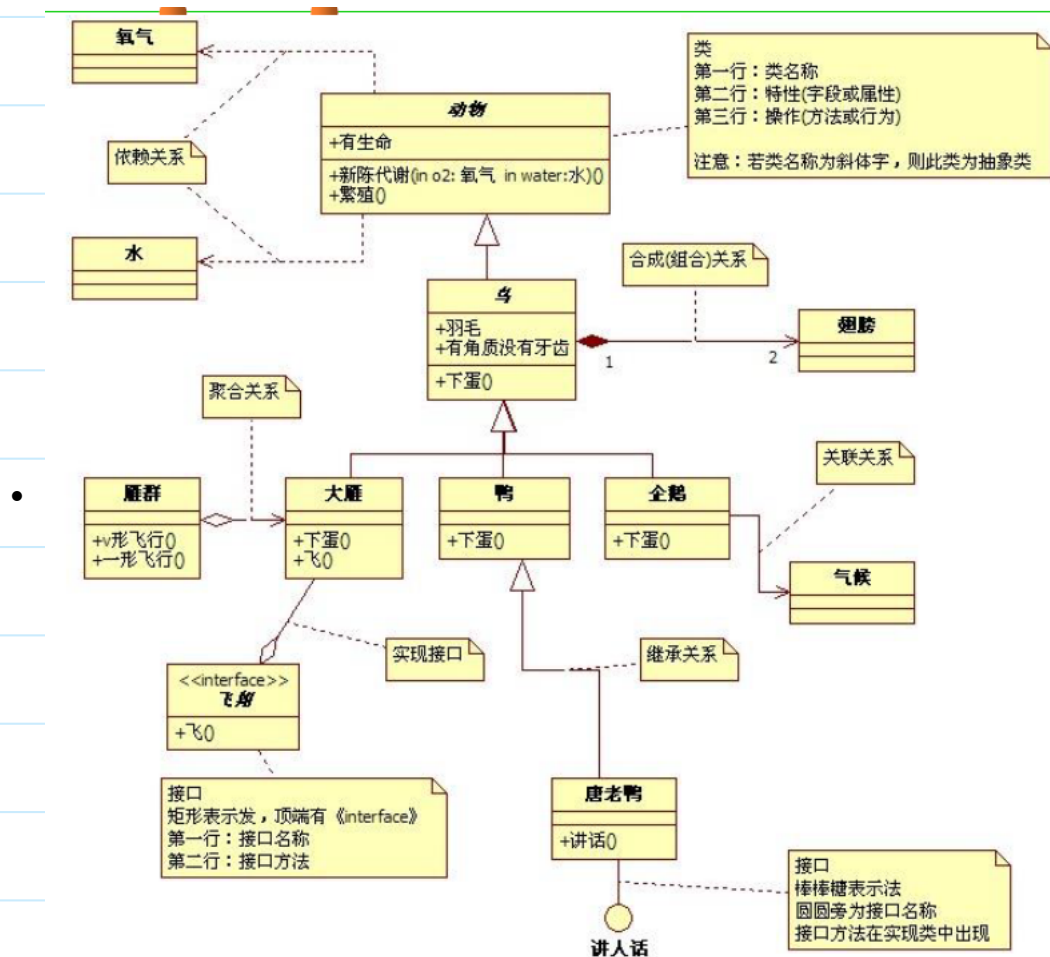 氧气
类
第一行：类名称
第二行：特性(字段或属性)
第三行：操作(方法或行为)
注意：若类名称为斜体字，则此类为抽象类
动物
+有生命
+新陈代谢(in o2: 氧气 in water:水)()
+繁殖()
依赖关系
水
合成(组合)关系
鸟
+羽毛
+有角质没有牙齿
+下蛋()
1
2
翅膀
聚合关系
关联关系
雁群
+v形飞行()
+一形飞行()
大雁
+下蛋()
+飞()
鸭
+下蛋()
企鹅
+下蛋()
气候
实现接口
继承关系
<<interface>>
飞翔
+飞()
接口
矩形表示发，顶端有《interface》
第一行：接口名称
第二行：接口方法
唐老鸭
+讲话()
接口
棒棒糖表示法
圆圆旁为接口名称
接口方法在实现类中出现
讲人话